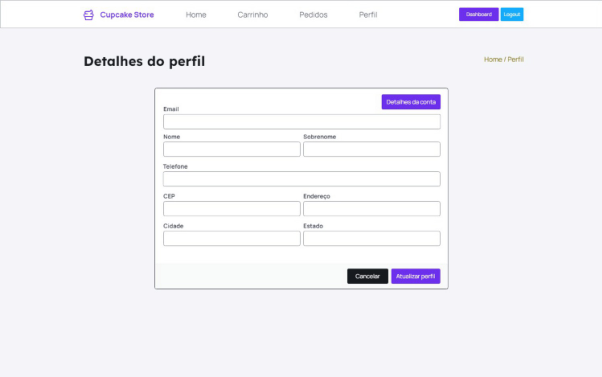 Cupcake Store Home Carrinho Pedidos Perfil Dashboard Logout
Detalhes do perfil Home / Perfil
Detalhes da conta
Email
Nome Sobrenome
Telefone
CEP Endereço
Cidade Estado
Cancelar Atualizar perfil